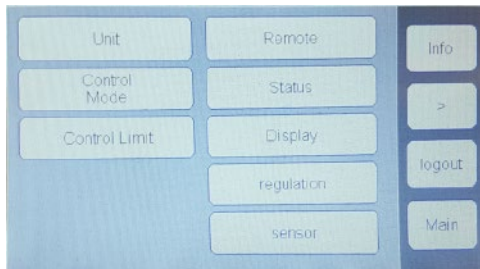 Unit
Control
Mode
Control Limit
Remote
Status
Display
regulation
sensor
Info
>
logout
Main